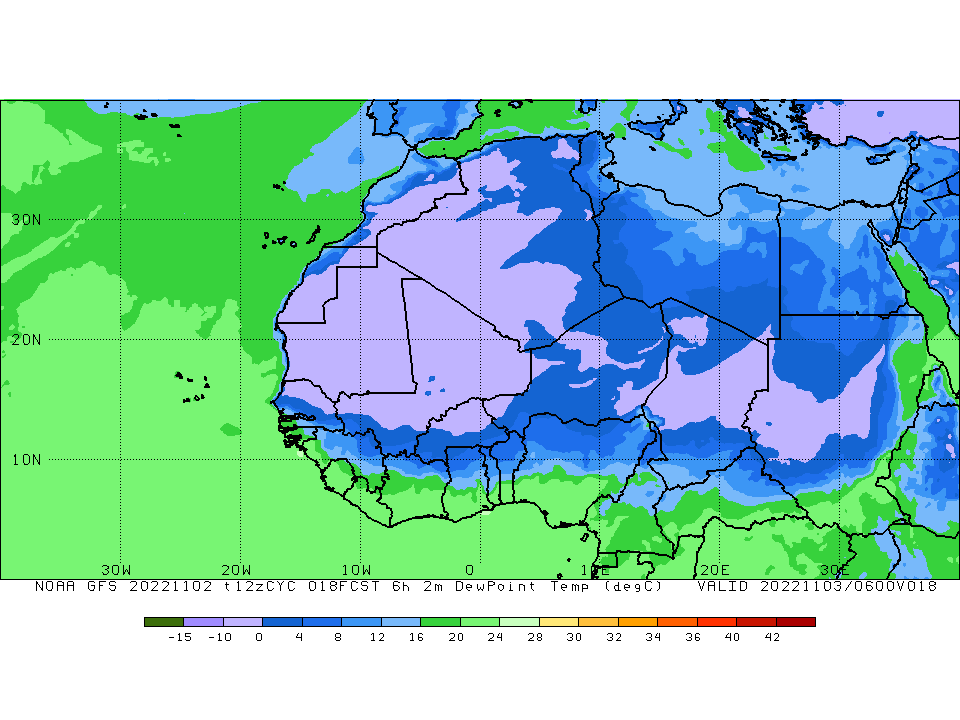 30N
20N
10N
30W 20W 10W 0 10E 20E 30E
NOAA GFS 20221102 t12zCYC 018FCST 6h 2m DewPoint Temp (degC) VALID 20221103/0600V018
-15 -10 0 4 8 12 16 20 24 28 30 32 34 36 40 42